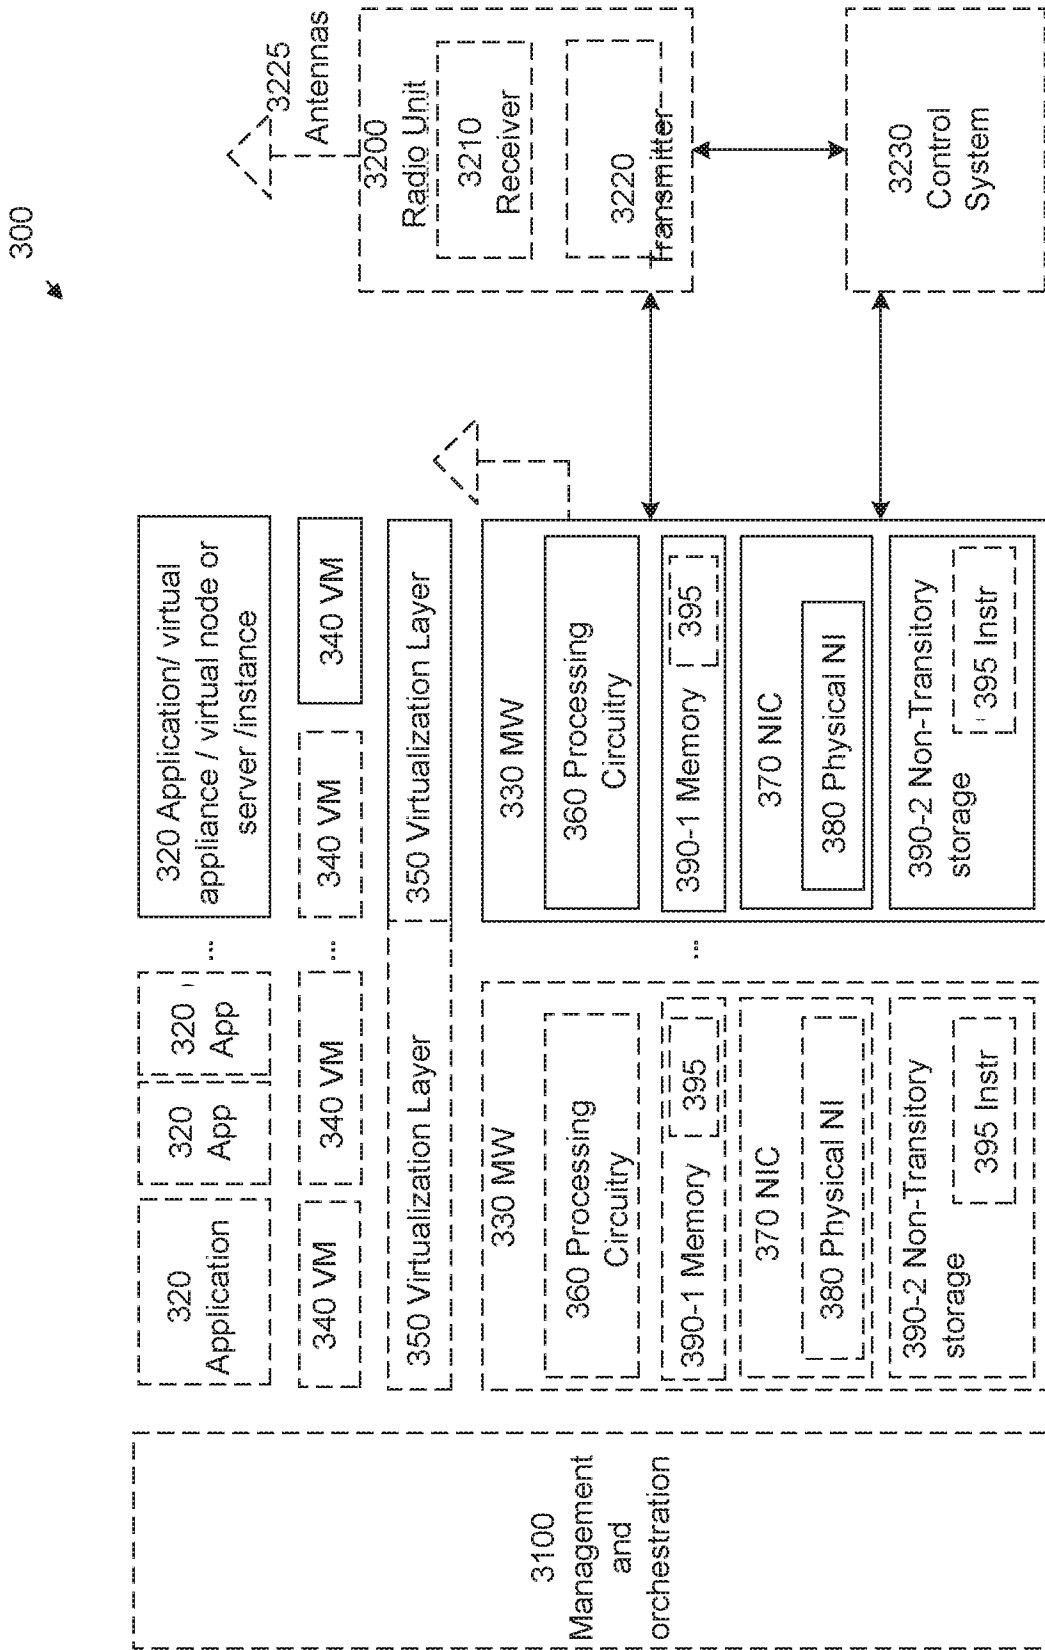 300
3100
Management
and
orchestration
320
Application
320
App
320
App
...
320 Application/ virtual
appliance / virtual node or
server /instance
340 VM
340 VM
...
340 VM
340 VM
350 Virtualization Layer
350 Virtualization Layer
330 MW
360 Processing
Circuitry
390-1 Memory
395
370 NIC
380 Physical NI
390-2 Non-Transitory
storage
395 Instr
...
330 MW
360 Processing
Circuitry
390-1 Memory
395
370 NIC
380 Physical NI
390-2 Non-Transitory
storage
395 Instr
3225
Antennas
3200
Radio Unit
3210
Receiver
3220
Transmitter
3230
Control
System